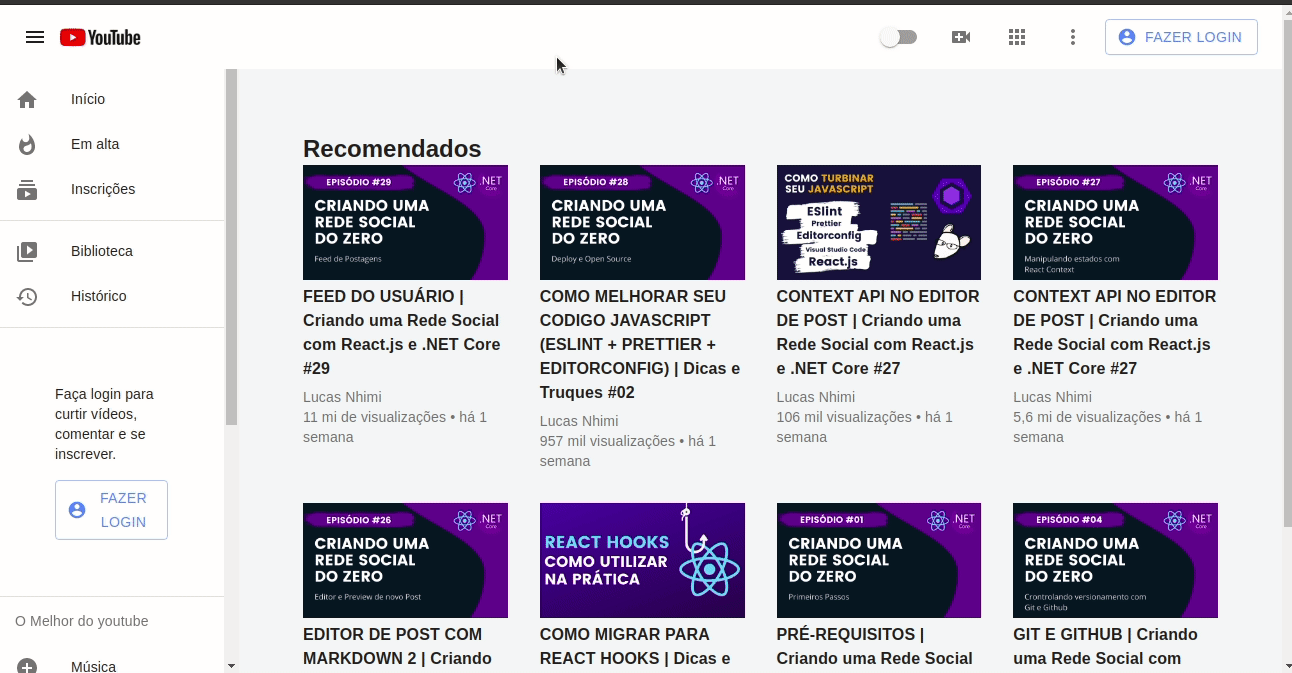 YouTube
FAZER LOGIN
Início
Em alta
Inscrições
Biblioteca
Histórico
Faça login para
curtir vídeos,
comentar e se
inscrever.
FAZER
LOGIN
O Melhor do youtube
Música
Recomendados
EPISÓDIO #29
.NET
Core
CRIANDO UMA
REDE SOCIAL
DO ZERO
Feed de Postagens
FEED DO USUÁRIO |
Criando uma Rede Social
com React.js e .NET Core
#29
Lucas Nhimi
11 mi de visualizações • há 1
semana
EPISÓDIO #28
.NET
Core
CRIANDO UMA
REDE SOCIAL
DO ZERO
Deploy e Open Source
COMO MELHORAR SEU
CODIGO JAVASCRIPT
(ESLINT + PRETTIER +
EDITORCONFIG) | Dicas e
Truques #02
Lucas Nhimi
957 mil visualizações • há 1
semana
COMO TURBINAR
SEU JAVASCRIPT
ESlint
Prettier
Editorconfig
Visual Studio Code
React.js
CONTEXT API NO EDITOR
DE POST | Criando uma
Rede Social com React.js
e .NET Core #27
Lucas Nhimi
106 mil visualizações • há 1
semana
EPISÓDIO #27
.NET
Core
CRIANDO UMA
REDE SOCIAL
DO ZERO
Manipulando estados com
React Context
CONTEXT API NO EDITOR
DE POST | Criando uma
Rede Social com React.js
e .NET Core #27
Lucas Nhimi
5,6 mi de visualizações • há 1
semana
EPISÓDIO #26
.NET
Core
CRIANDO UMA
REDE SOCIAL
DO ZERO
Editor e Preview de novo Post
EDITOR DE POST COM
MARKDOWN 2 | Criando
REACT HOOKS
COMO UTILIZAR
NA PRÁTICA
COMO MIGRAR PARA
REACT HOOKS | Dicas e
EPISÓDIO #01
.NET
Core
CRIANDO UMA
REDE SOCIAL
DO ZERO
Primeiros Passos
PRÉ-REQUISITOS |
Criando uma Rede Social
EPISÓDIO #04
.NET
Core
CRIANDO UMA
REDE SOCIAL
DO ZERO
Crontrolando versionamento com
Git e Github
GIT E GITHUB | Criando
uma Rede Social com